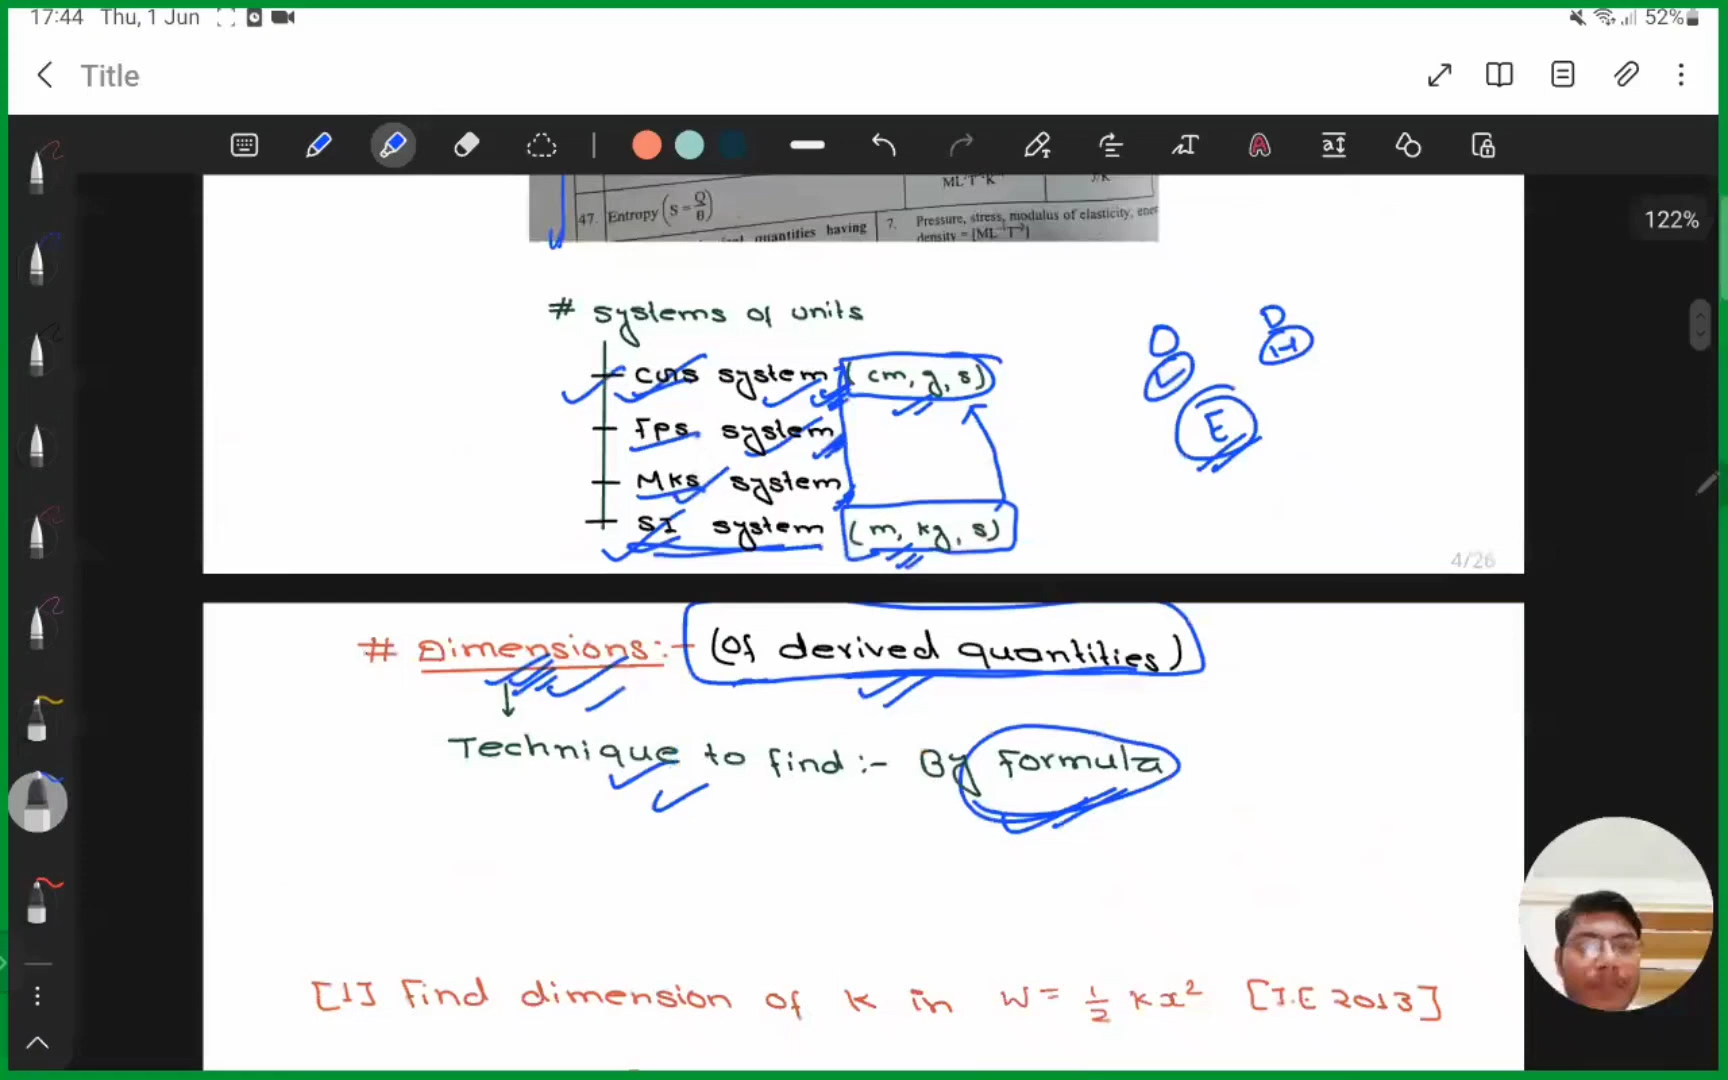 17:44 Thu, 1 Jun
52%
Title
122%
47. Entropy (S = Q/θ)
quantities having
7. Pressure, stress, modulus of elasticity, ener
density = [ML⁻¹T⁻²]
J/K
# systems of units
CGS system (cm, g, s)
Fps system
Mks system
SI system (m, kg, s)
D
D
L
H
E
4/26
# Dimensions:- (Of derived quantities)
Technique to find :- By Formula
[1] Find dimension of k in W = 1/2 kx² [J.E 2013]